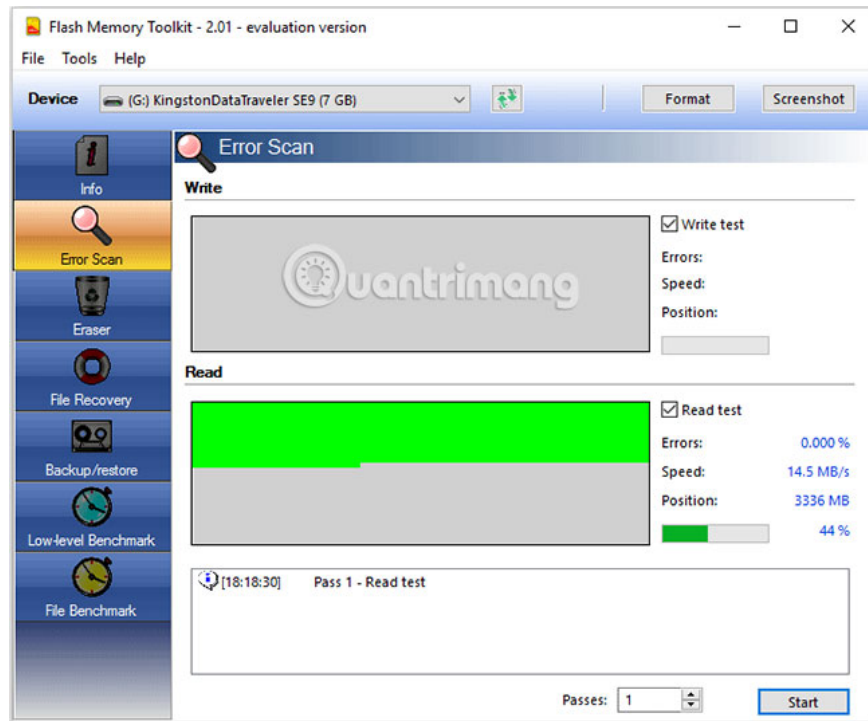 Flash Memory Toolkit - 2.01 - evaluation version
File Tools Help
Device (G:) KingstonDataTraveler SE9 (7 GB) Format Screenshot
Info
Error Scan
Eraser
File Recovery
Backup/restore
Low-level Benchmark
File Benchmark
Error Scan
Write
Quantrimang
Write test
Errors:
Speed:
Position:
Read
Read test
Errors: 0.000 %
Speed: 14.5 MB/s
Position: 3336 MB
44 %
[18:18:30] Pass 1 - Read test
Passes: 1 Start